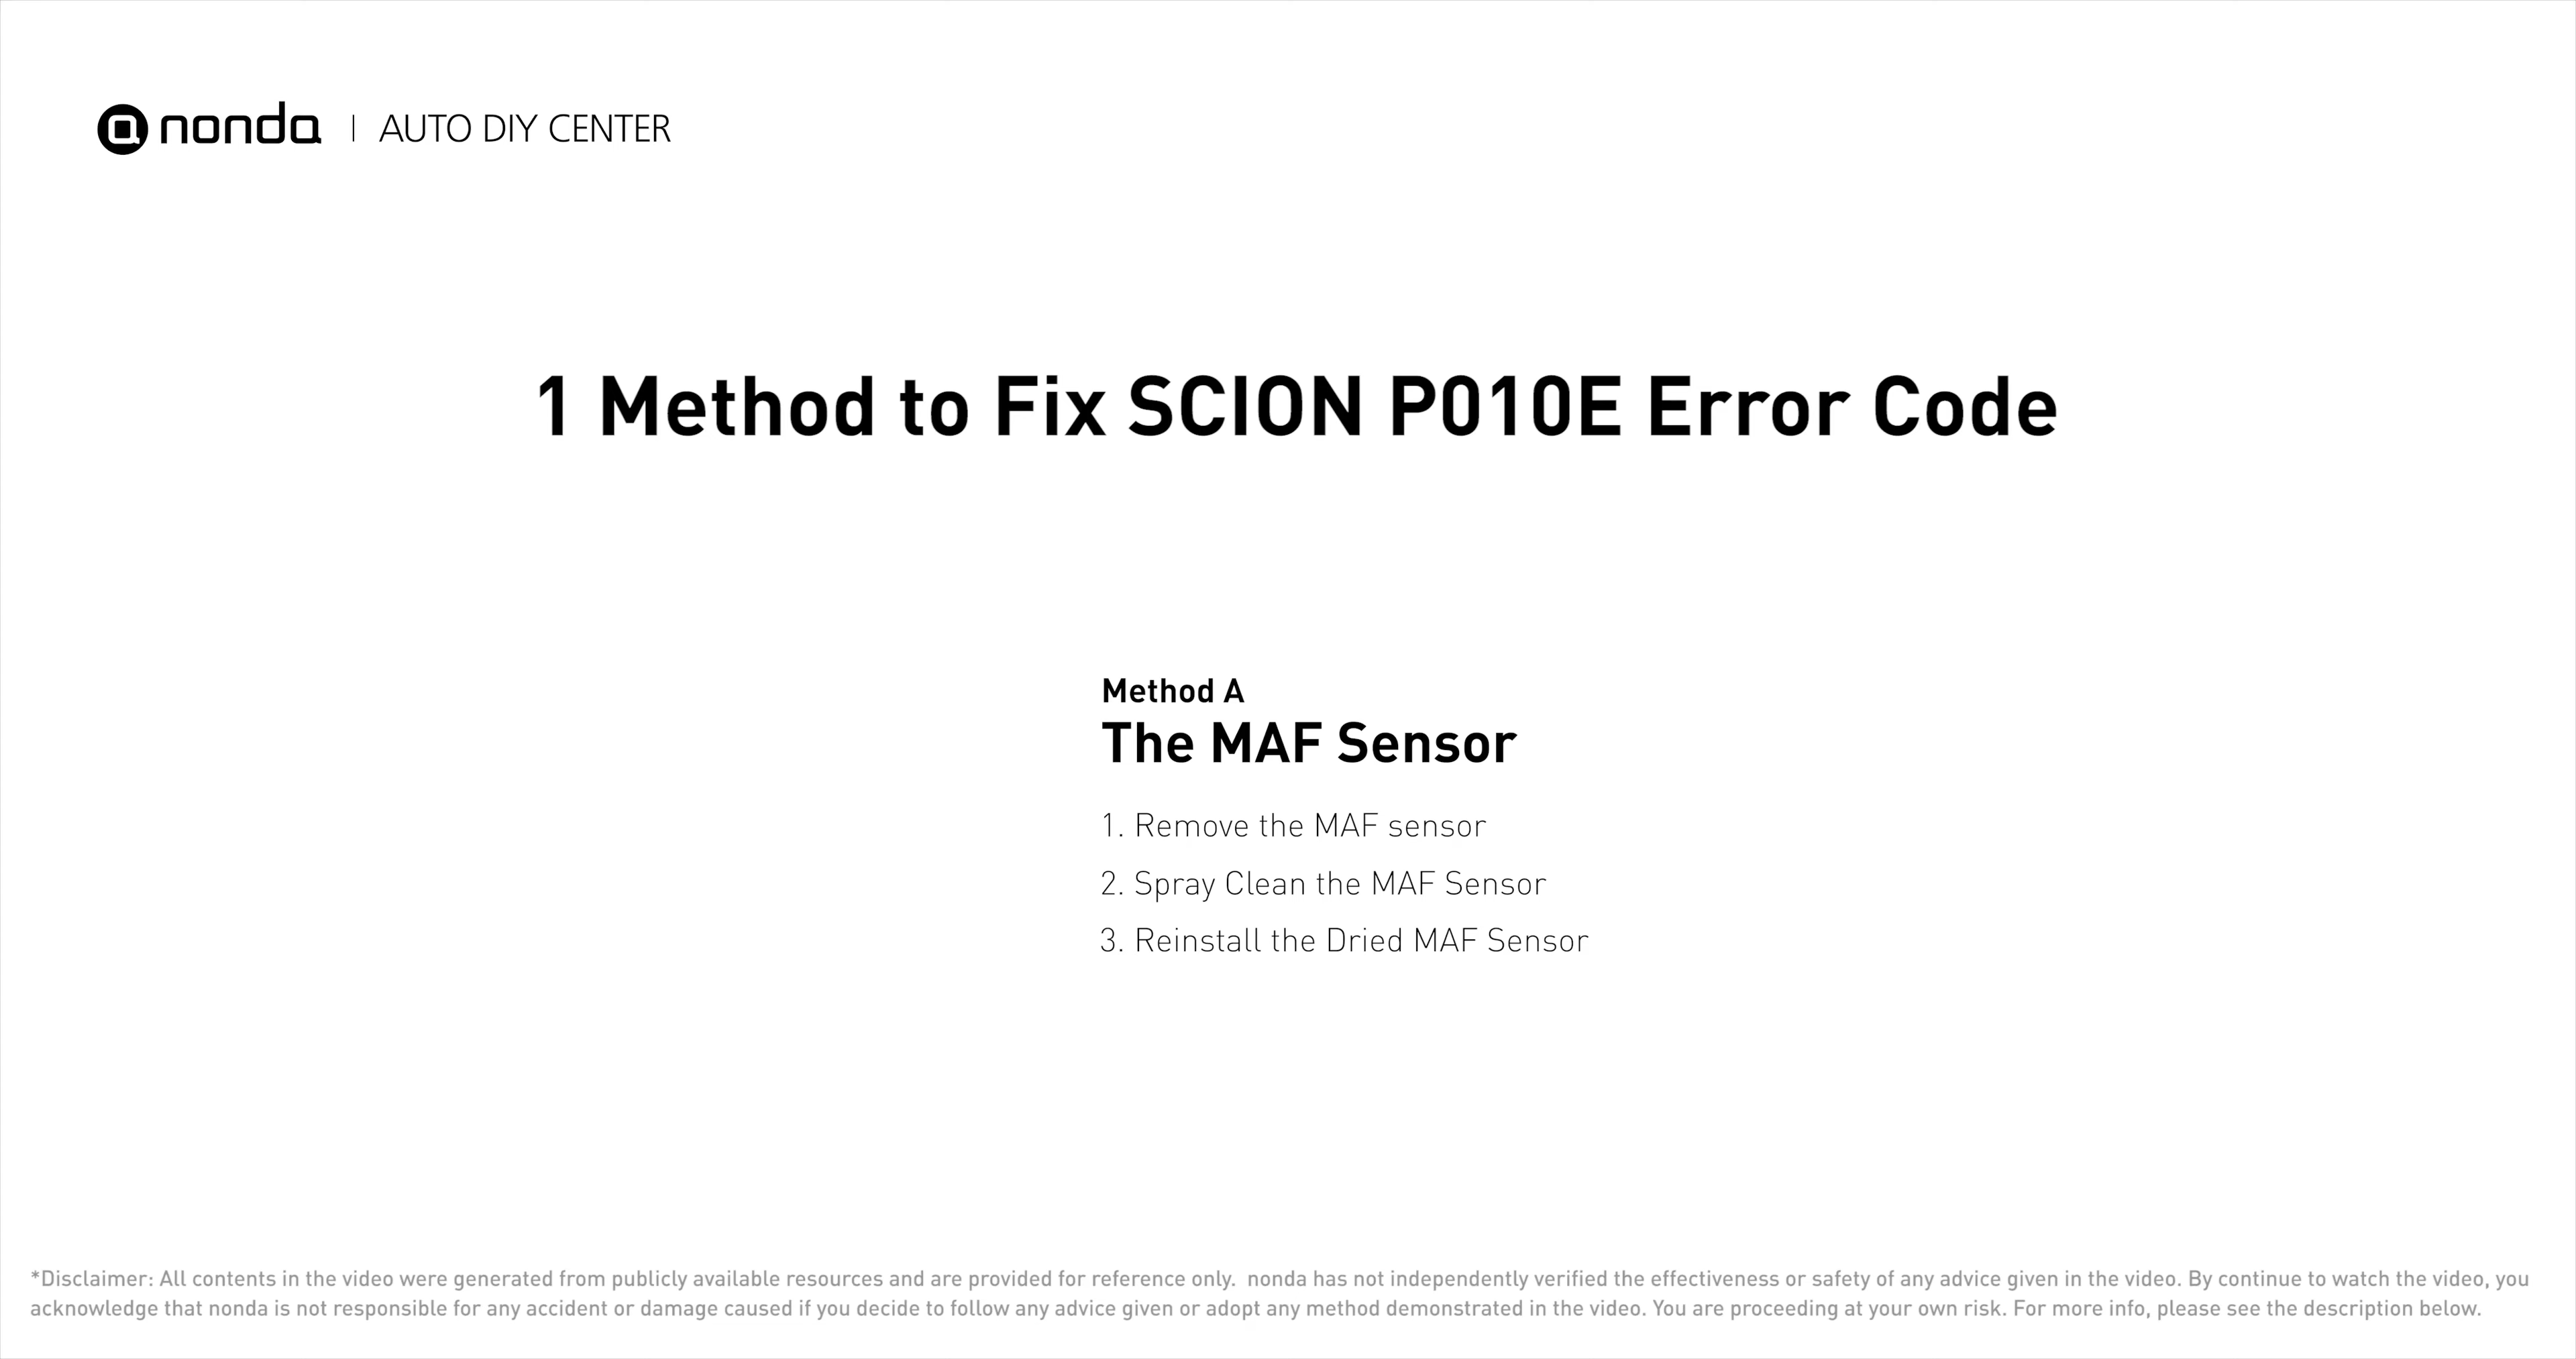 nonda | AUTO DIY CENTER
1 Method to Fix SCION P010E Error Code
Method A
The MAF Sensor
1. Remove the MAF sensor
2. Spray Clean the MAF Sensor
3. Reinstall the Dried MAF Sensor
*Disclaimer: All contents in the video were generated from publicly available resources and are provided for reference only.  nonda has not independently verified the effectiveness or safety of any advice given in the video. By continue to watch the video, you
acknowledge that nonda is not responsible for any accident or damage caused if you decide to follow any advice given or adopt any method demonstrated in the video. You are proceeding at your own risk. For more info, please see the description below.